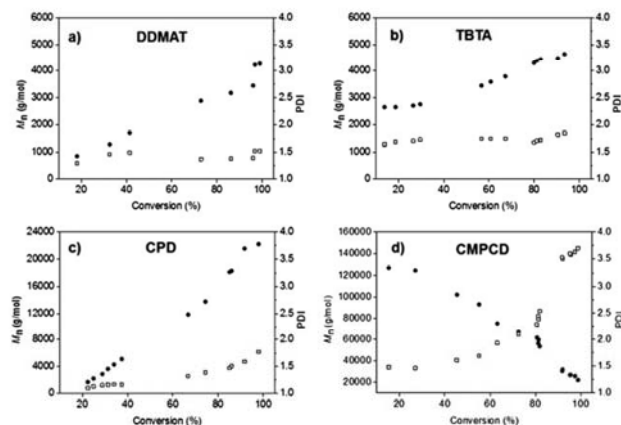 a) DDMAT
6000
5000
4000
3000
2000
1000
0
Mn (g/mol)
4.0
3.5
3.0
2.5
2.0
1.5
1.0
PDI
0 20 40 60 80 100
Conversion (%)
b) TBTA
6000
5000
4000
3000
2000
1000
0
Mn (g/mol)
4.0
3.5
3.0
2.5
2.0
1.5
1.0
PDI
20 40 60 80 100
Conversion (%)
c) CPD
24000
20000
16000
12000
8000
4000
0
Mn (g/mol)
4.0
3.5
3.0
2.5
2.0
1.5
1.0
PDI
0 20 40 60 80 100
Conversion (%)
d) CMPCD
160000
140000
120000
100000
80000
60000
40000
20000
Mn (g/mol)
4.0
3.5
3.0
2.5
2.0
1.5
1.0
PDI
20 40 60 80 100
Conversion (%)